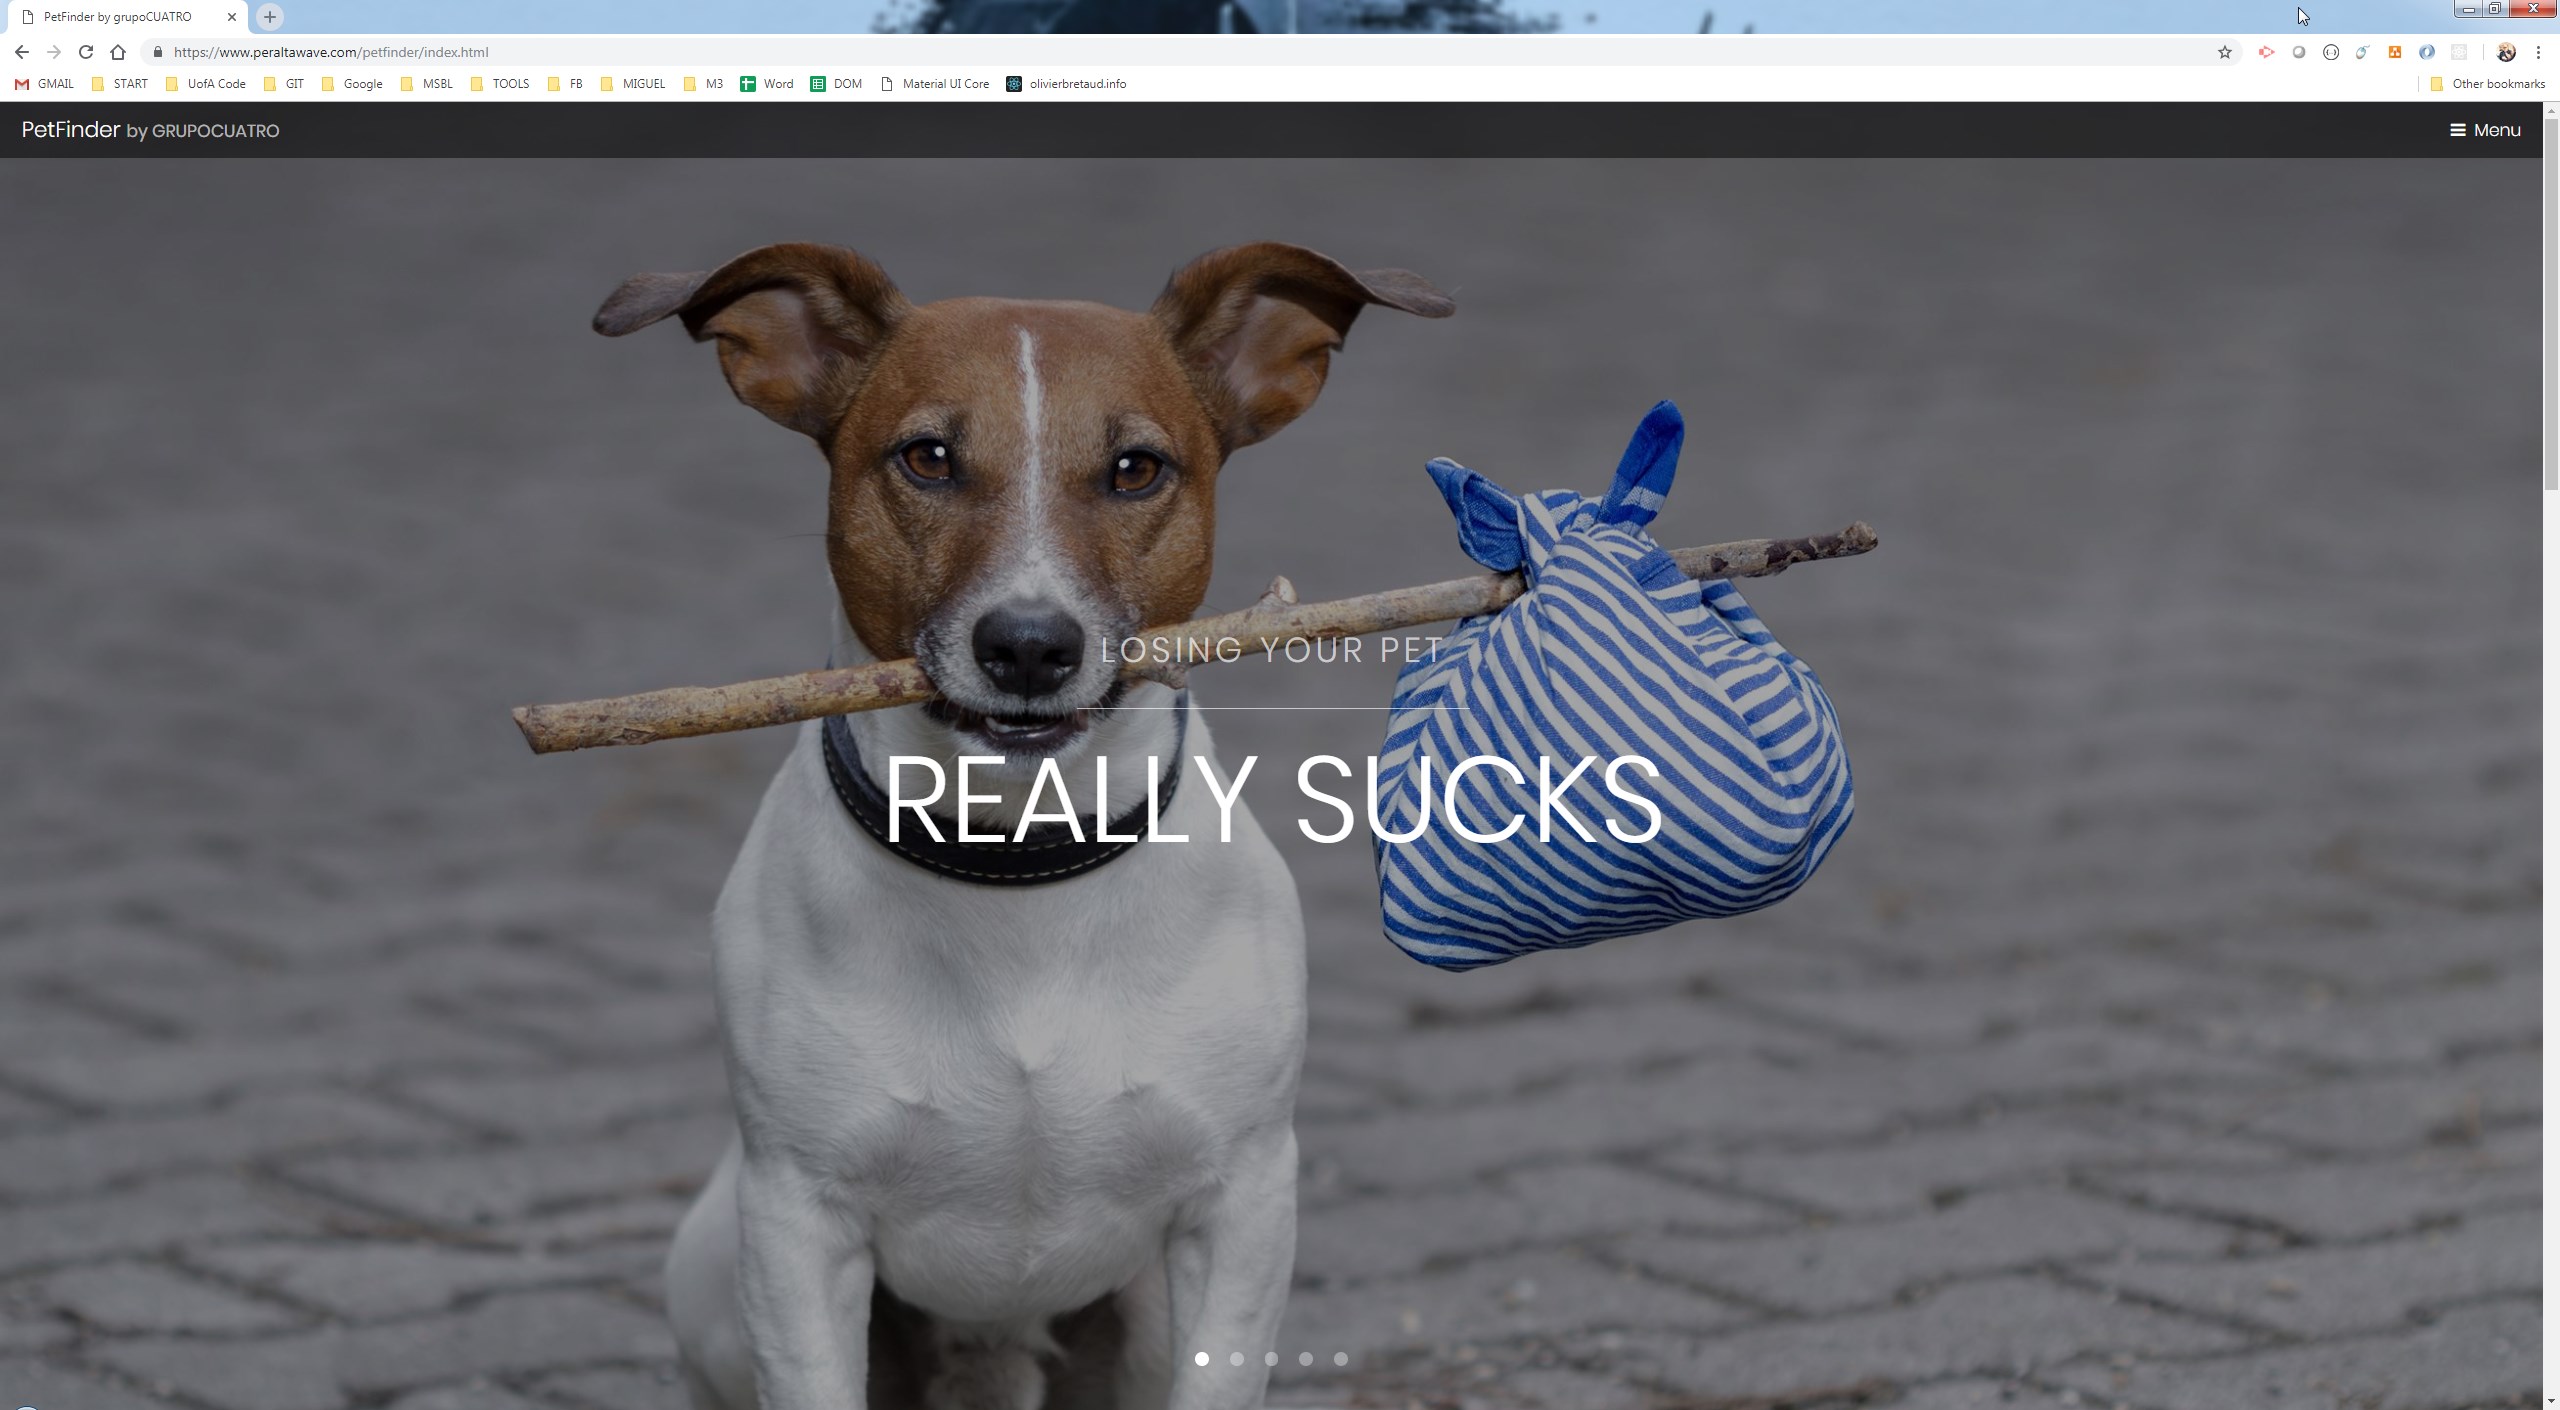 PetFinder by grupoCUATRO
https://www.peraltawave.com/petfinder/index.html
GMAIL START UofA Code GIT Google MSBL TOOLS FB MIGUEL M3 Word DOM Material UI Core olivierbretaud.info Other bookmarks
PetFinder by GRUPOCUATRO Menu
LOSING YOUR PET
REALLY SUCKS